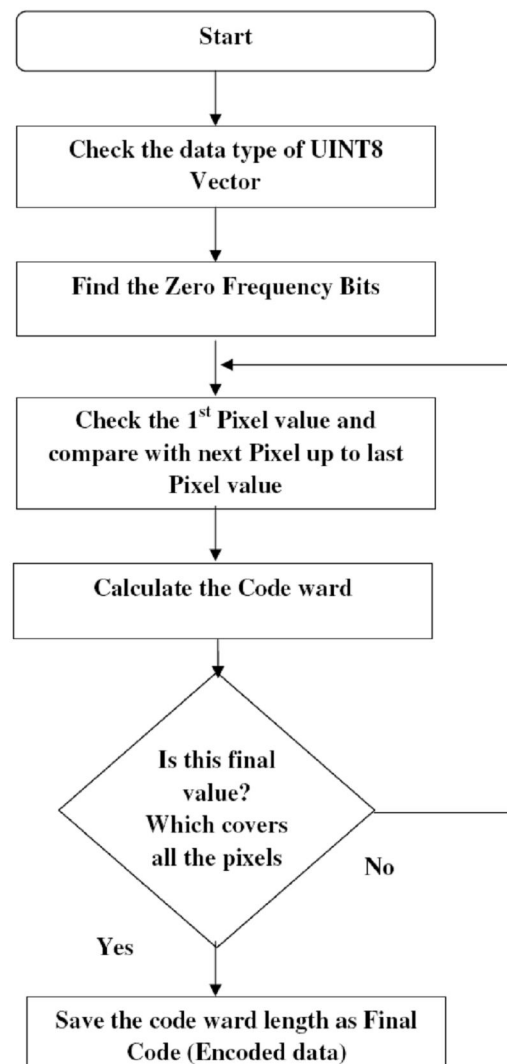 Start
Check the data type of UINT8
Vector
Find the Zero Frequency Bits
Check the 1st Pixel value and
compare with next Pixel up to last
Pixel value
Calculate the Code ward
Is this final
value?
Which covers
all the pixels
No
Yes
Save the code ward length as Final
Code (Encoded data)